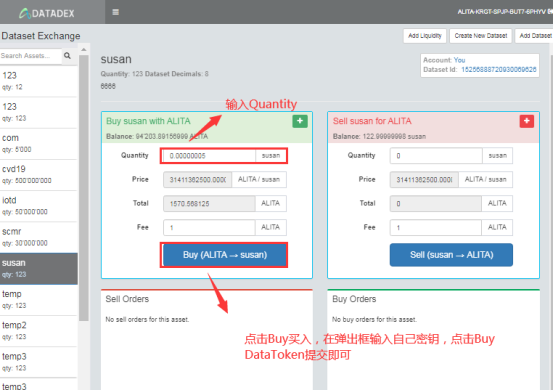 DATADEX
ALITA-KRGT-SPJP-BUT7-6PHYV
Dataset Exchange
Add Liquidity
Create New Dataset
Add Dataset
Search Assets...
123
qty: 12
123
qty: 123
com
qty: 5'000
cvd19
qty: 500'000'000
iotd
qty: 50'000'000
scmr
qty: 30'000'000
susan
qty: 123
temp
qty: 123
temp2
qty: 123
temp3
qty: 123
temp3
qty: 123
susan
Quantity: 123 Dataset Decimals: 8
6666
Account: You
Dataset Id: 15256888720930069626
输入Quantity
Buy susan with ALITA
Balance: 94'203.89156999 ALITA
Quantity 0.00000005 susan
Price 31411362500.000( ALITA / susan
Total 1570.568125 ALITA
Fee 1 ALITA
Buy (ALITA → susan)
Sell susan for ALITA
Balance: 122.99999998 susan
Quantity 0 susan
Price 31411362500.000( ALITA / susan
Total 0 ALITA
Fee 1 ALITA
Sell (susan → ALITA)
Sell Orders
No sell orders for this asset.
Buy Orders
No buy orders for this asset.
点击Buy买入，在弹出框输入自己密钥，点击Buy
DataToken提交即可